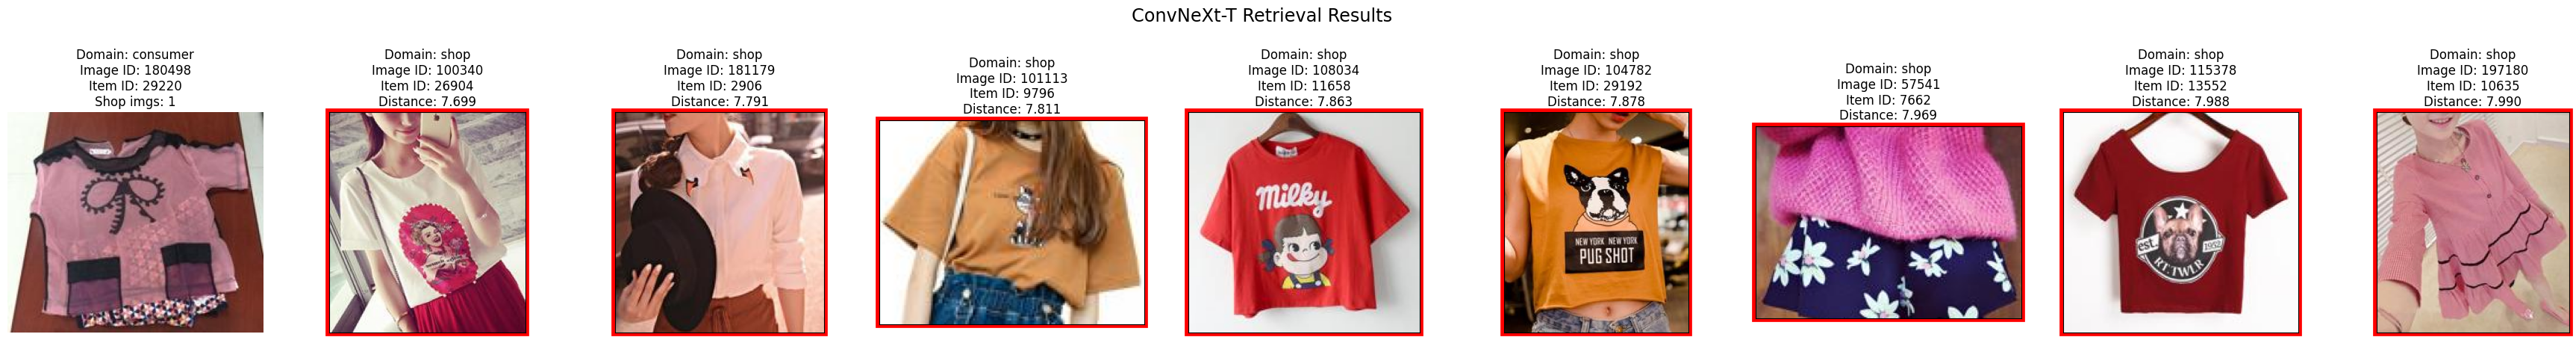 ConvNeXt-T Retrieval Results
Domain: consumer
Image ID: 180498
Item ID: 29220
Shop imgs: 1
Domain: shop
Image ID: 100340
Item ID: 26904
Distance: 7.699
Domain: shop
Image ID: 181179
Item ID: 2906
Distance: 7.791
Domain: shop
Image ID: 101113
Item ID: 9796
Distance: 7.811
Domain: shop
Image ID: 108034
Item ID: 11658
Distance: 7.863
Milky
Domain: shop
Image ID: 104782
Item ID: 29192
Distance: 7.878
NEW YORK NEW YORK
PUG SHOT
Domain: shop
Image ID: 57541
Item ID: 7662
Distance: 7.969
Domain: shop
Image ID: 115378
Item ID: 13552
Distance: 7.988
est. 1952
RT.TWLR
Domain: shop
Image ID: 197180
Item ID: 10635
Distance: 7.990